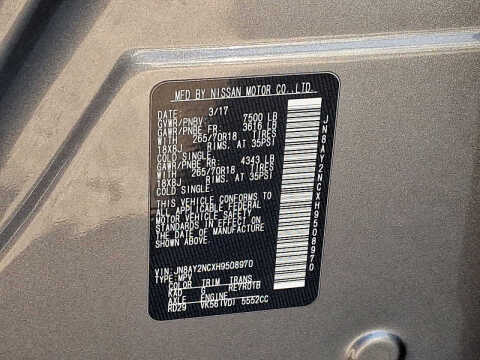 MFD BY NISSAN MOTOR CO.,LTD.
DATE: 3/17
GVWR/PNBV: 7500 LB
GAWR/PNBE FR: 3616 LB
WITH 265/70R18 TIRES
18X8J RIMS, AT 35PSI
COLD SINGLE
GAWR/PNBE RR: 4343 LB
WITH 265/70R18 TIRES
18X8J RIMS, AT 35PSI
COLD SINGLE
THIS VEHICLE CONFORMS TO
ALL APPLICABLE FEDERAL
MOTOR VEHICLE SAFETY
STANDARDS IN EFFECT ON
THE DATE OF MANUFACTURE
SHOWN ABOVE.
VIN: JN8AY2NCXH9508970
TYPE: MPV
COLOR TRIM TRANS
KAD G RE7R01B
AXLE ENGINE
RD29 VK56(VD) 5552CC
JN8AY2NCXH9508970